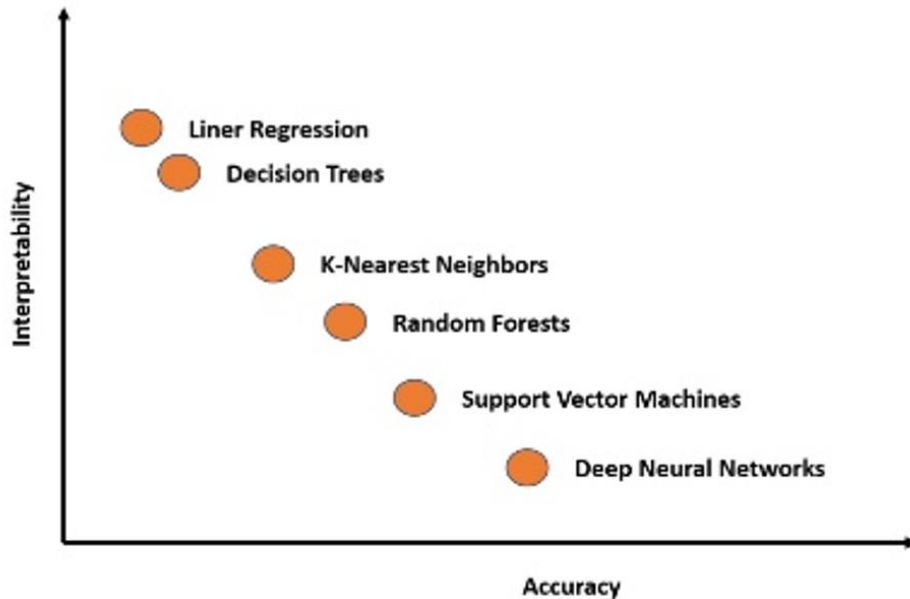 Liner Regression
Decision Trees
K-Nearest Neighbors
Random Forests
Support Vector Machines
Deep Neural Networks
Interpretability
Accuracy